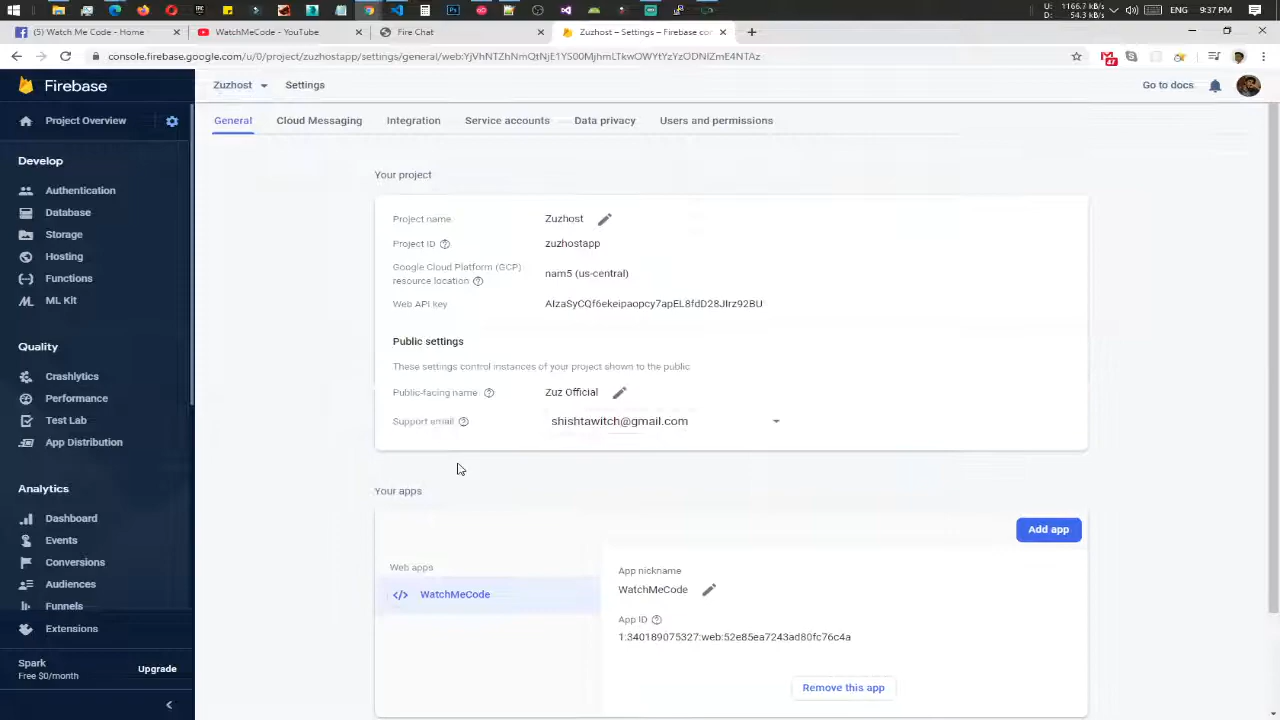 U: 1166.3 KB/s
D: 54.3 kB/s
ENG
9:37 PM
(5) Watch Me Code - Home
WatchMeCode - YouTube
Fire Chat
Zuzhost – Settings – Firebase co
console.firebase.google.com/u/0/project/zuzhostapp/settings/general/web:YjVhNTZhNmQtNjE1YS00MjhmLTkwOWYtYzYzODNlZmE4NTAz
Firebase
Zuzhost
Settings
Go to docs
Project Overview
General
Cloud Messaging
Integration
Service accounts
Data privacy
Users and permissions
Develop
Authentication
Database
Storage
Hosting
Functions
ML Kit
Quality
Crashlytics
Performance
Test Lab
App Distribution
Analytics
Dashboard
Events
Conversions
Audiences
Funnels
Extensions
Spark
Free $0/month
Upgrade
Your project
Project name
Zuzhost
Project ID
zuzhostapp
Google Cloud Platform (GCP)
resource location
nam5 (us-central)
Web API key
Public settings
These settings control instances of your project shown to the public
Public-facing name
Zuz Official
Support email
shishtawitch@gmail.com
Your apps
Add app
Web apps
WatchMeCode
App nickname
WatchMeCode
App ID
1:340189075327:web:52e85ea7243ad80fc76c4a
Remove this app